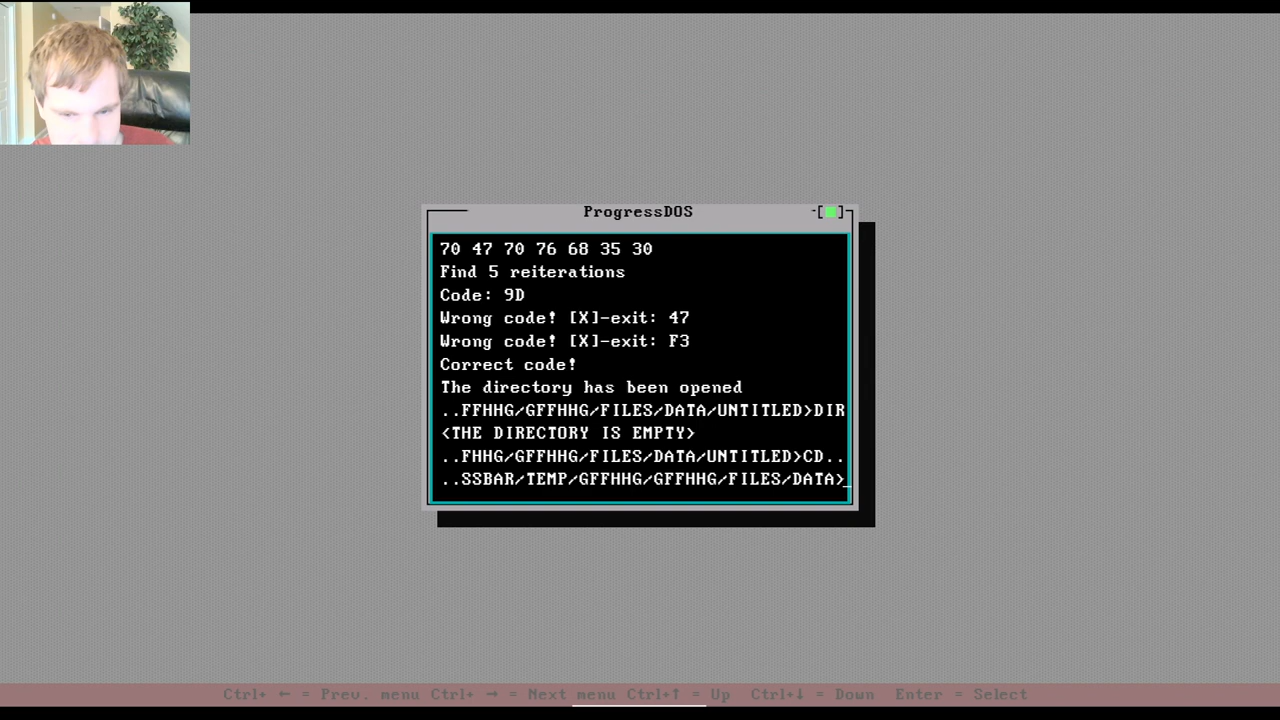 ProgressDOS
70 47 70 76 68 35 30
Find 5 reiterations
Code: 9D
Wrong code! [X]-exit: 47
Wrong code! [X]-exit: F3
Correct code!
The directory has been opened
..FFHHG/GFFHHG/FILES/DATA/UNTITLED>DIR
<THE DIRECTORY IS EMPTY>
..FHHG/GFFHHG/FILES/DATA/UNTITLED>CD..
..SSBAR/TEMP/GFFHHG/GFFHHG/FILES/DATA>_
Ctrl+ ← = Prev. menu Ctrl+ → = Next menu Ctrl+↑ = Up Ctrl+↓ = Down Enter = Select